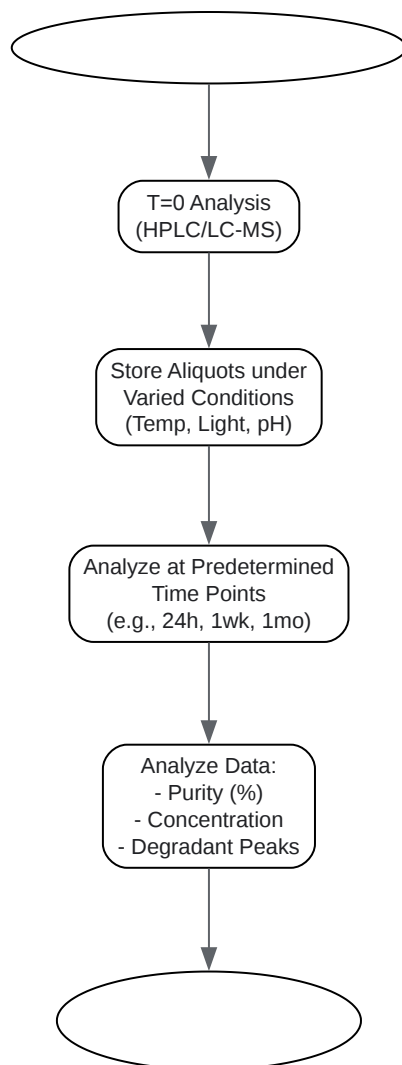 T=0 Analysis
(HPLC/LC-MS)
Store Aliquots under
Varied Conditions
(Temp, Light, pH)
Analyze at Predetermined
Time Points
(e.g., 24h, 1wk, 1mo)
Analyze Data:
- Purity (%)
- Concentration
- Degradant Peaks